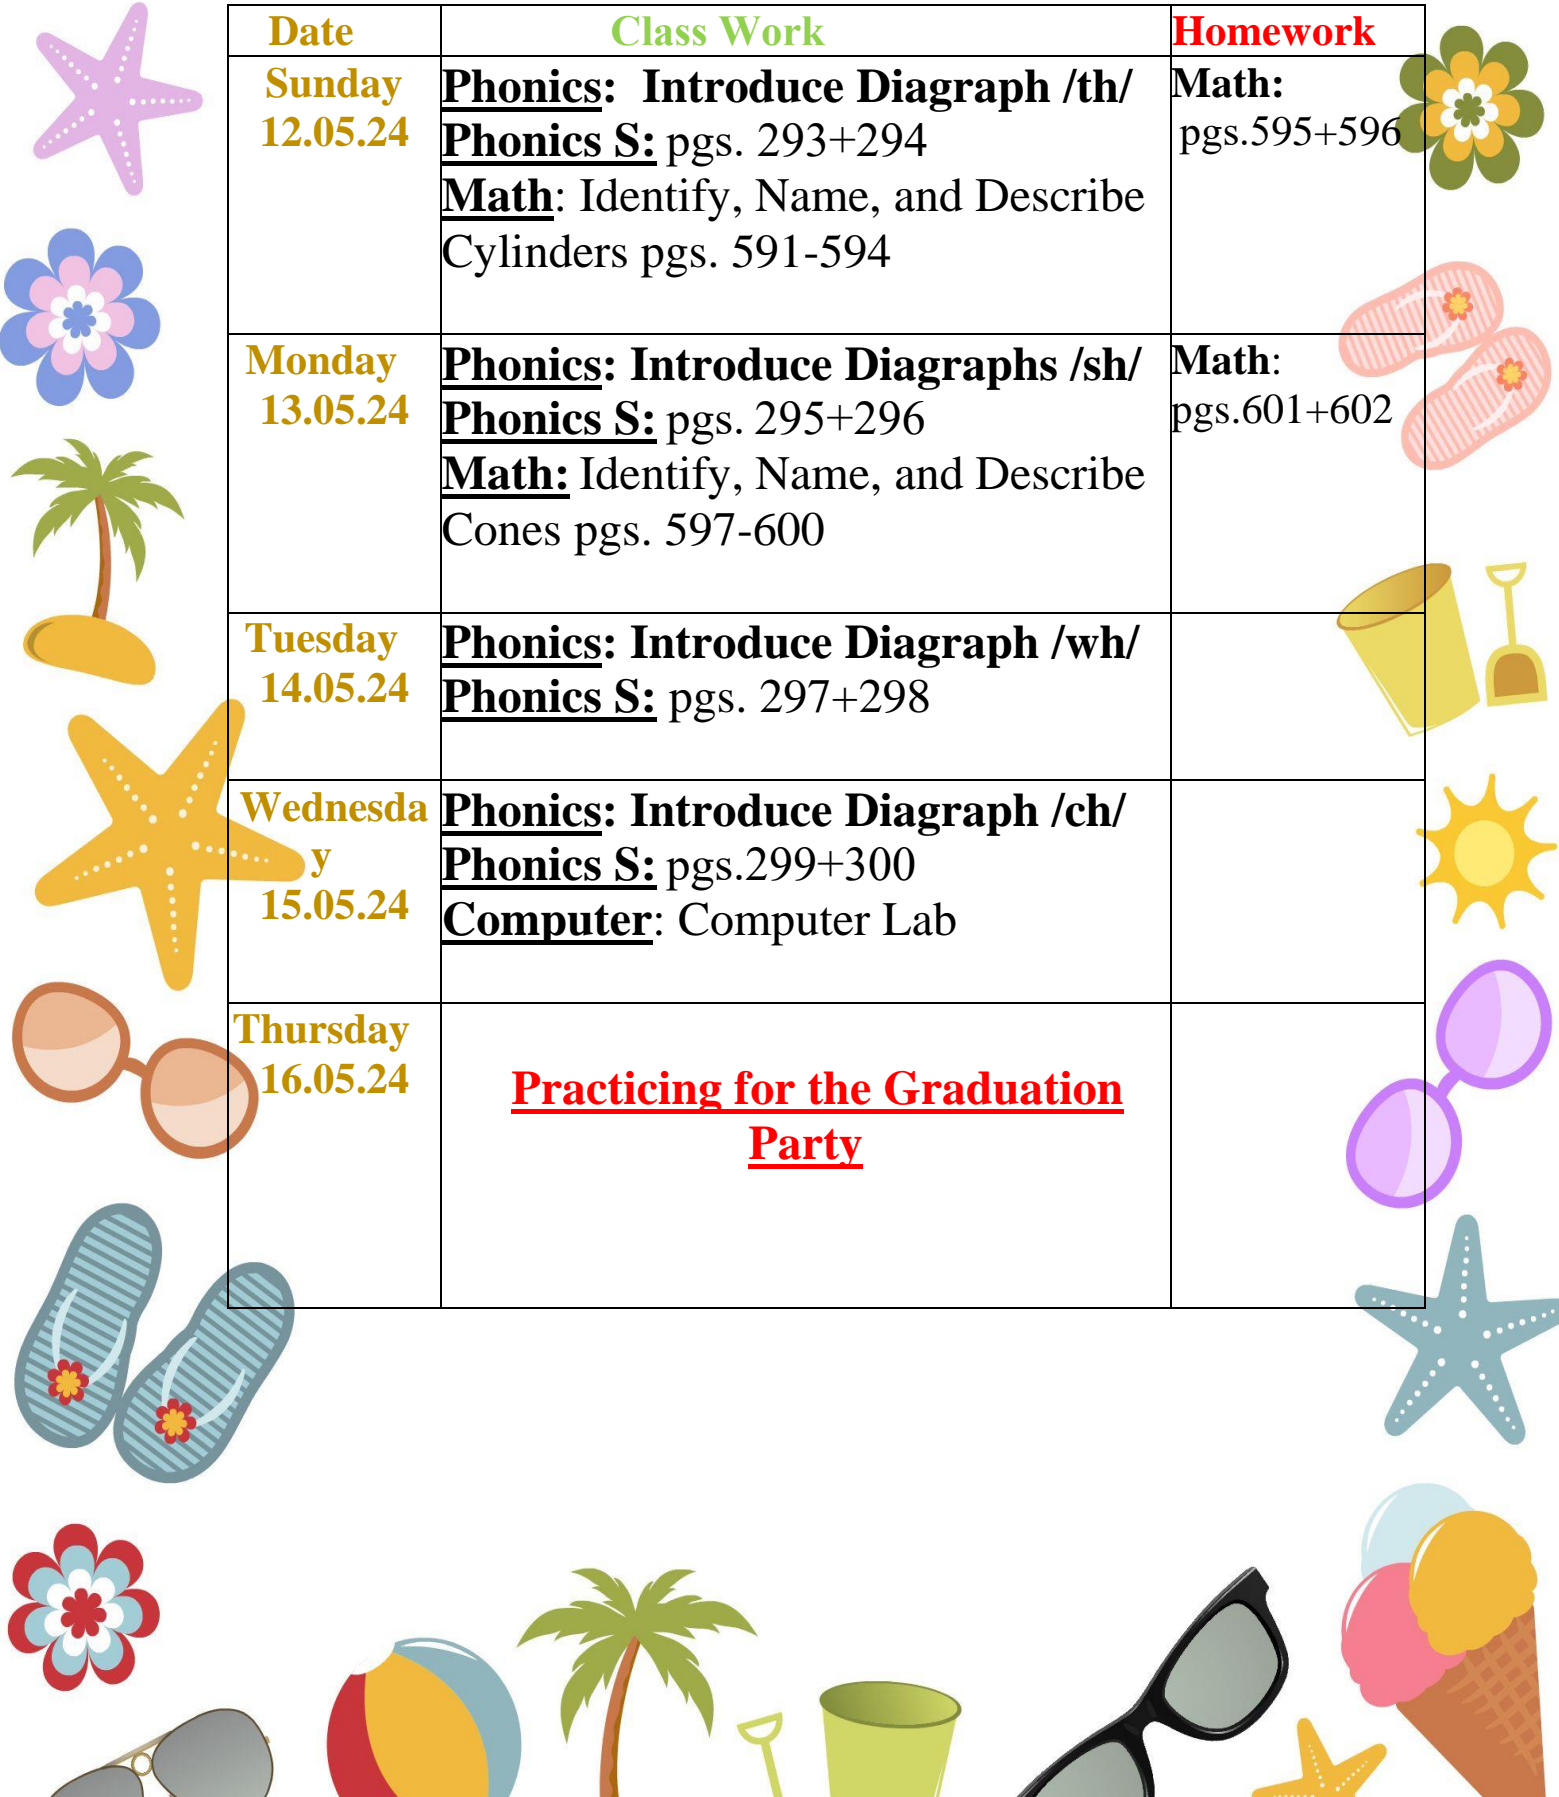 Date Class Work Homework
Sunday
12.05.24
Phonics: Introduce Diagraph /th/
Phonics S: pgs. 293+294
Math: Identify, Name, and Describe
Cylinders pgs. 591-594
Math:
pgs.595+596
Monday
13.05.24
Phonics: Introduce Diagraphs /sh/
Phonics S: pgs. 295+296
Math: Identify, Name, and Describe
Cones pgs. 597-600
Math:
pgs.601+602
Tuesday
14.05.24
Phonics: Introduce Diagraph /wh/
Phonics S: pgs. 297+298
Wednesda
y
15.05.24
Phonics: Introduce Diagraph /ch/
Phonics S: pgs.299+300
Computer: Computer Lab
Thursday
16.05.24
Practicing for the Graduation
Party